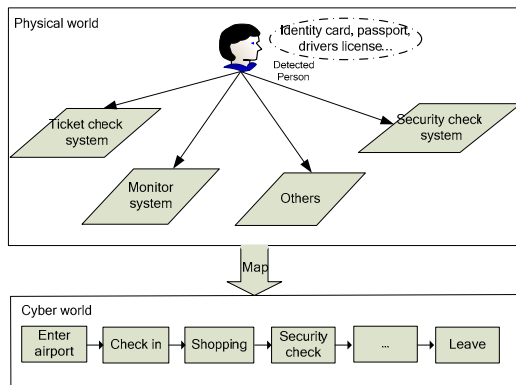 Physical world
Identity card, passport,
drivers license...
Detected
Person
Ticket check
system
Security check
system
Monitor
system
Others
Map
Cyber world
Enter
airport
Check in
Shopping
Security
check
...
Leave